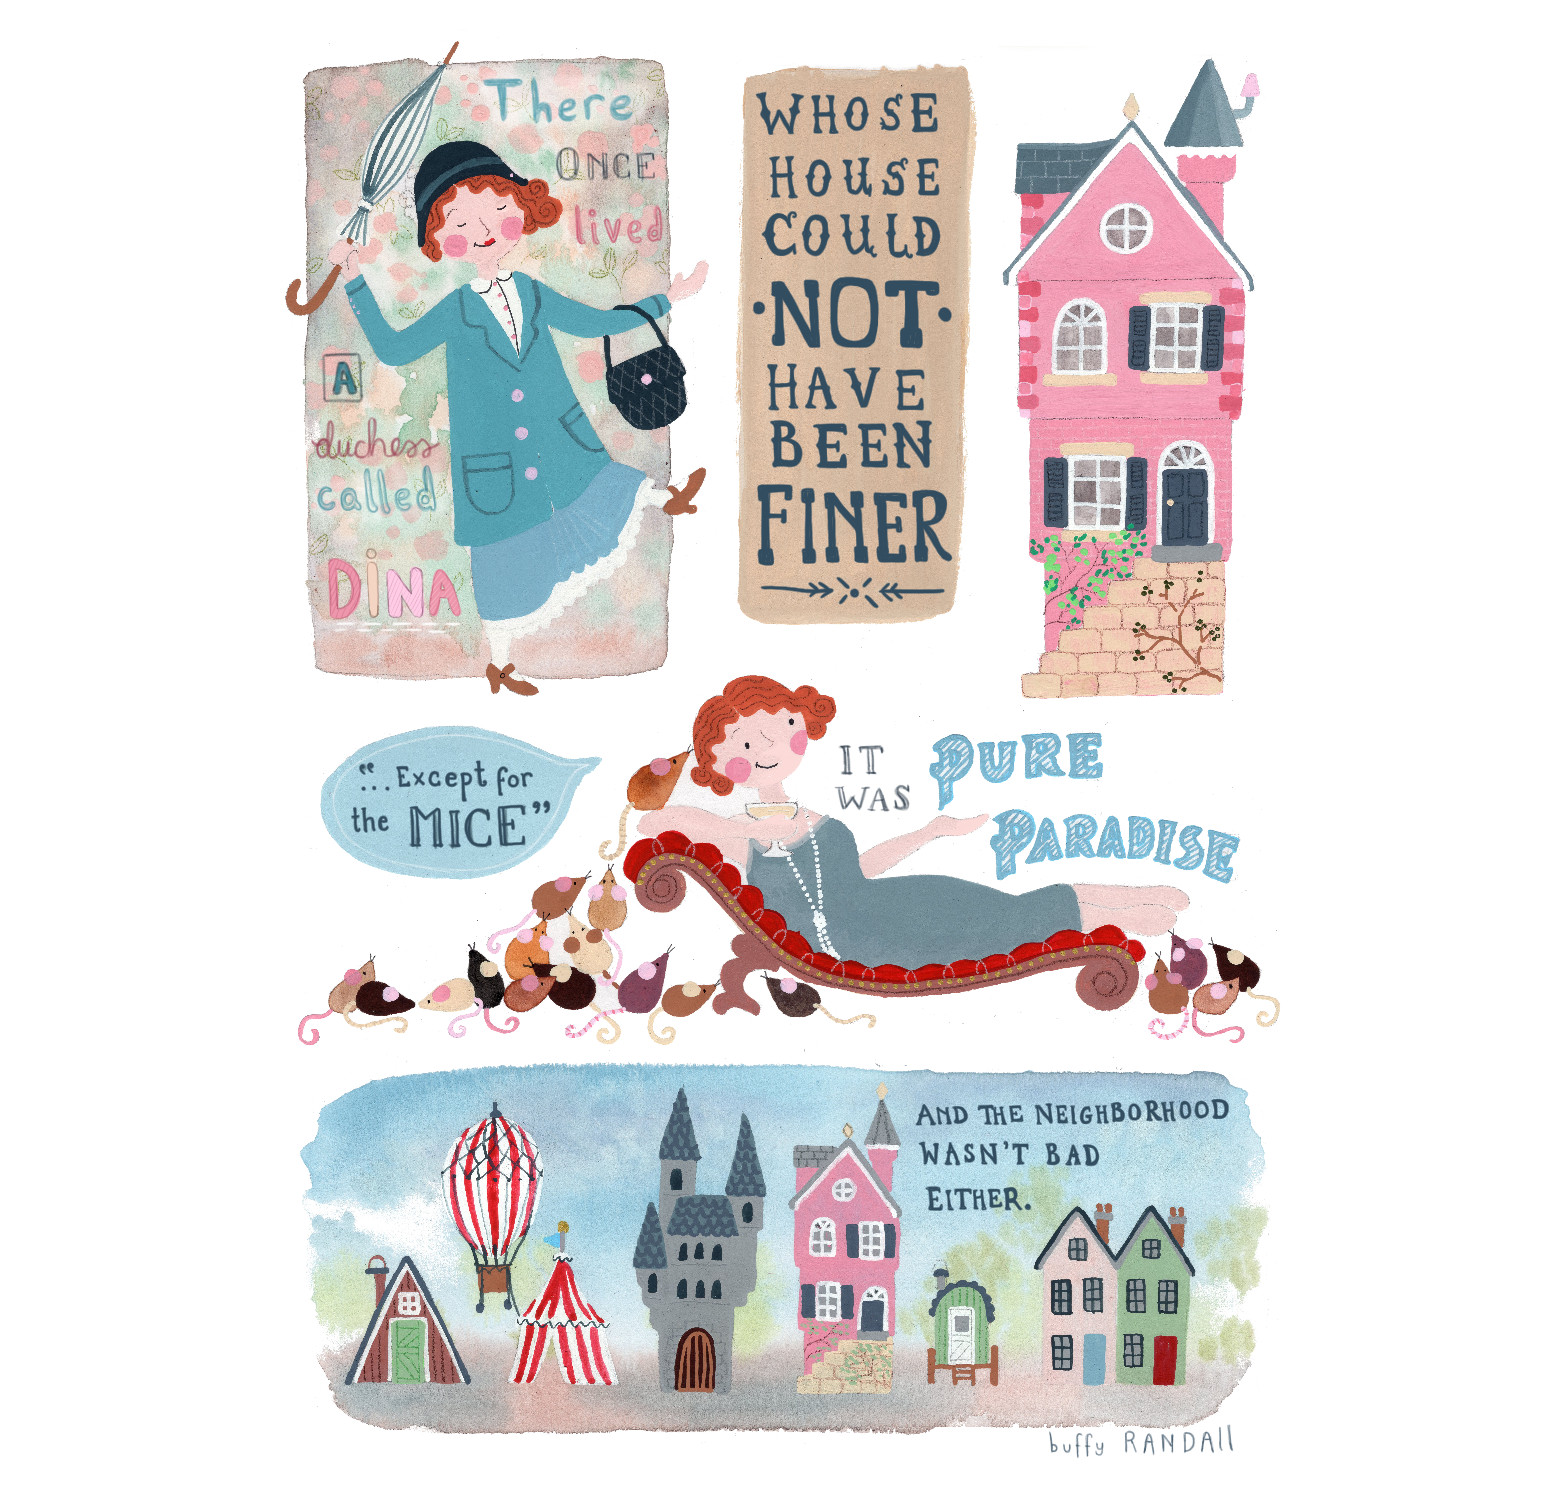 There
ONCE
lived
A
duchess
called
DiNA
WHOSE
HOUSE
COULD
·NOT·
HAVE
BEEN
FINER
IT
WAS
PURE
PARADISE
“... Except for
the MICE”
AND THE NEIGHBORHOOD
WASN'T BAD
EITHER.
buffy RANDAll